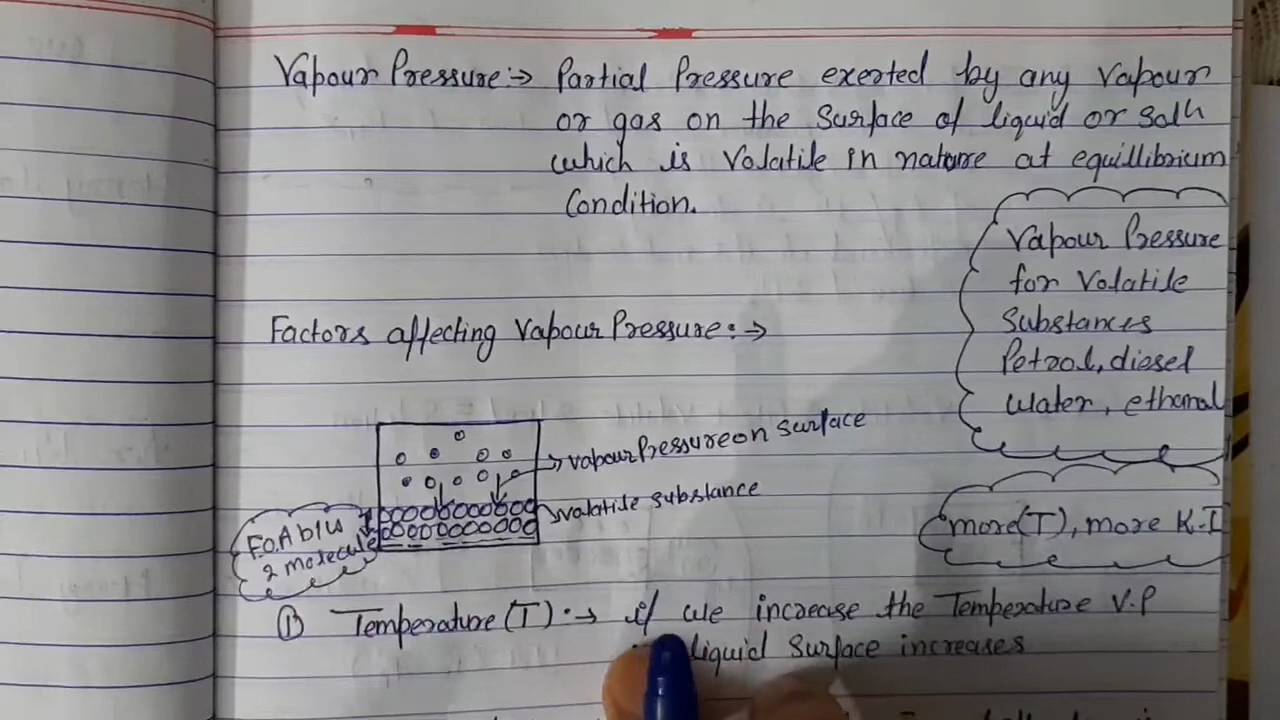 Vapour Pressure:→ Partial Pressure exerted by any vapour
or gas on the surface of liquid or
which is volatile in nature at equillibrium
Condition.
Vapour Pressure
for volatile
substances
Petrol, diesel
water, ethanal
Factors affecting Vapour Pressure:→
vapour Pressure on surface
volatile substance
F.O.A b/w
2 molecule
more(T), more K.E
① Temperature (T):→ if we increase the Temperature V.P
liquid surface increases